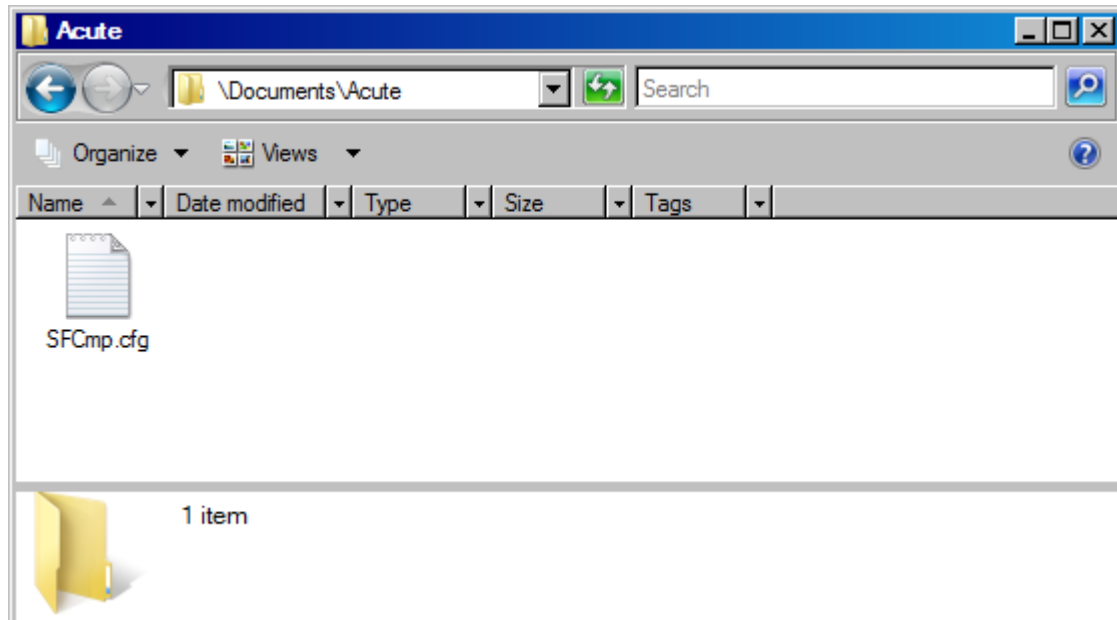 Acute
\Documents\Acute Search
Organize Views
Name Date modified Type Size Tags
SFCmp.cfg
1 item